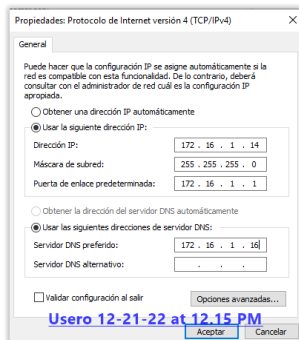 Propiedades: Protocolo de Internet versión 4 (TCP/IPv4)
General
Puede hacer que la configuración IP se asigne automáticamente si la
red es compatible con esta funcionalidad. De lo contrario, deberá
consultar con el administrador de red cuál es la configuración IP
apropiada.
Obtener una dirección IP automáticamente
Usar la siguiente dirección IP:
Dirección IP: 172 . 16 . 1 . 14
Máscara de subred: 255 . 255 . 255 . 0
Puerta de enlace predeterminada: 172 . 16 . 1 . 1
Obtener la dirección del servidor DNS automáticamente
Usar las siguientes direcciones de servidor DNS:
Servidor DNS preferido: 172 . 16 . 1 . 16
Servidor DNS alternativo: . . .
Validar configuración al salir Opciones avanzadas...
Usero 12-21-22 at 12.15 PM
Aceptar Cancelar